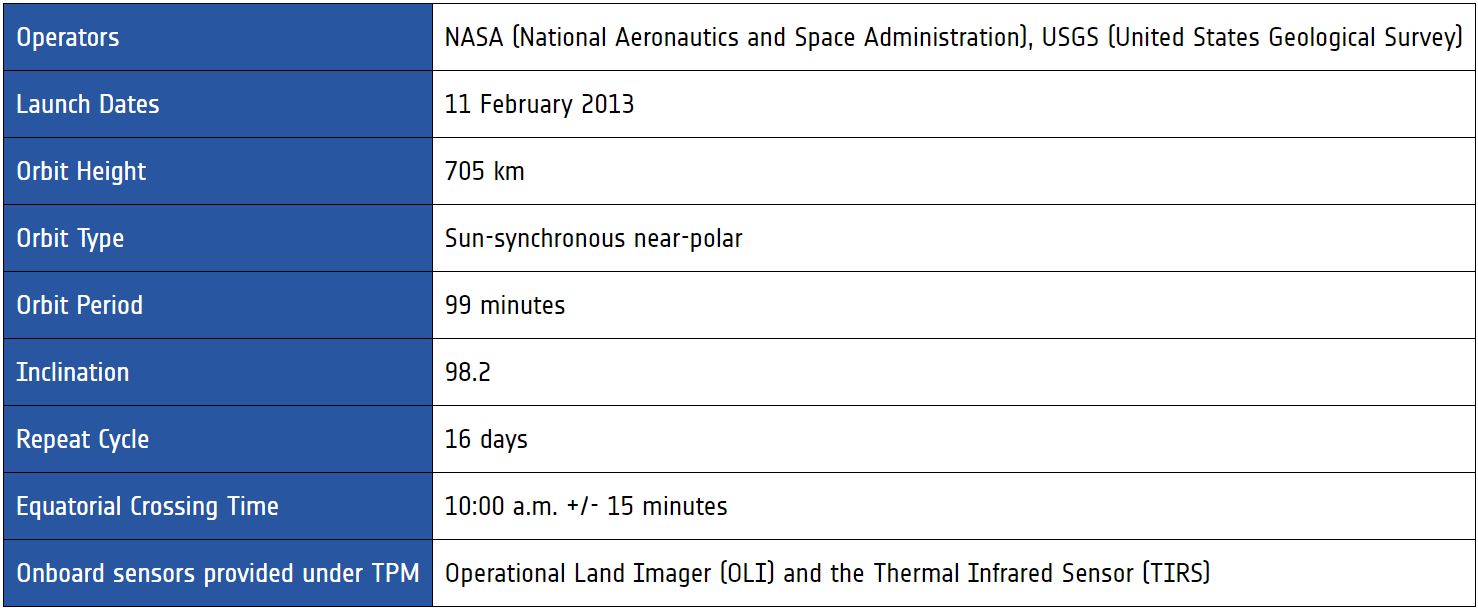 Operators NASA (National Aeronautics and Space Administration), USGS (United States Geological Survey)
Launch Dates 11 February 2013
Orbit Height 705 km
Orbit Type Sun-synchronous near-polar
Orbit Period 99 minutes
Inclination 98.2
Repeat Cycle 16 days
Equatorial Crossing Time 10:00 a.m. +/- 15 minutes
Onboard sensors provided under TPM Operational Land Imager (OLI) and the Thermal Infrared Sensor (TIRS)